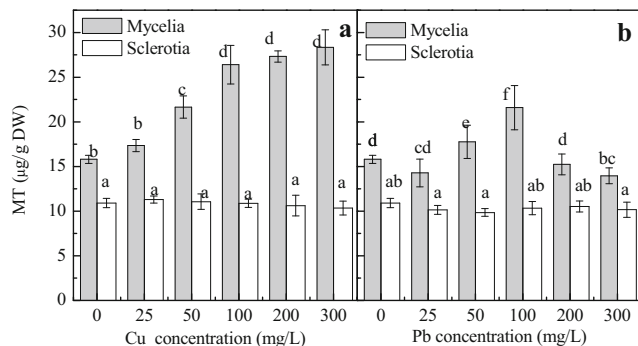 30
25
20
15
10
5
0
MT (µg/g DW)
Mycelia
Sclerotia
a
b
b
c
d
d
d
a
a
a
a
a
a
0 25 50 100 200 300
Cu concentration (mg/L)
Mycelia
Sclerotia
b
d
cd
e
f
d
bc
ab
a
a
ab
ab
a
0 25 50 100 200 300
Pb concentration (mg/L)